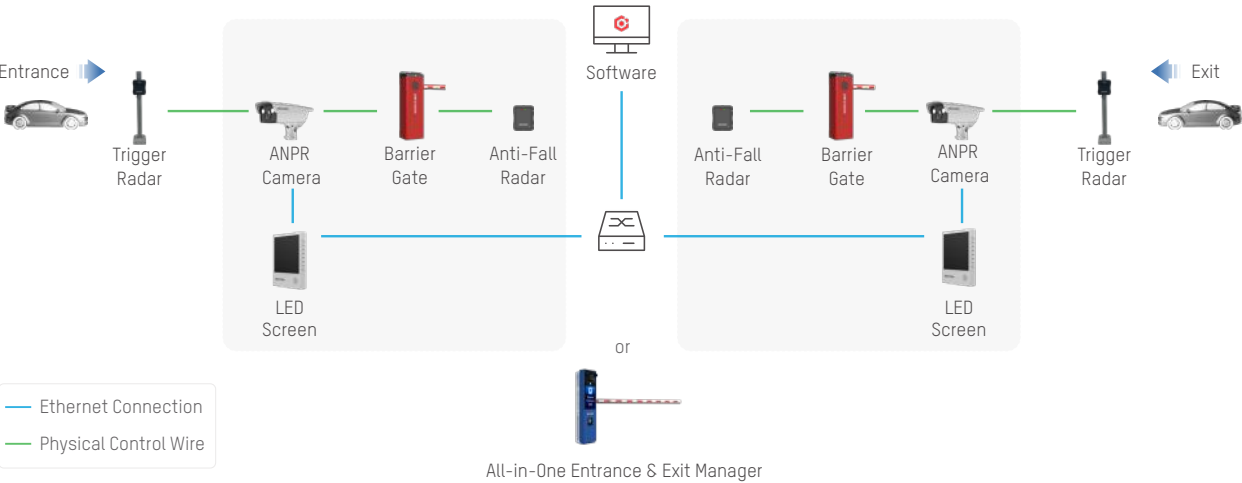 Software
Entrance
Exit
Trigger
Radar
ANPR
Camera
Barrier
Gate
Anti-Fall
Radar
Anti-Fall
Radar
Barrier
Gate
ANPR
Camera
Trigger
Radar
LED
Screen
LED
Screen
or
Ethernet Connection
Physical Control Wire
All-in-One Entrance & Exit Manager